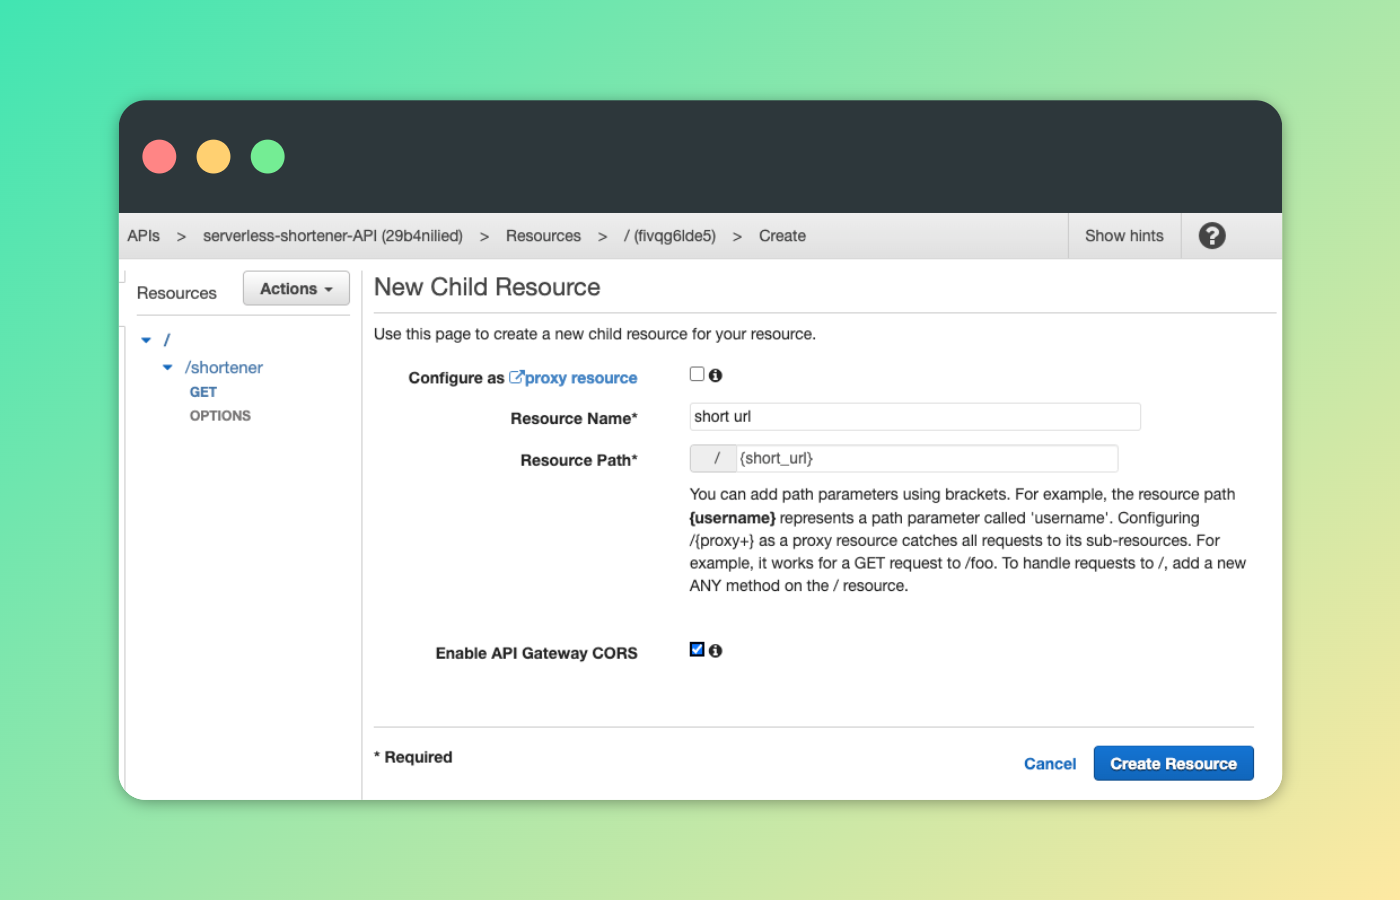 APIs > serverless-shortener-API (29b4nilied) > Resources > / (fivqg6lde5) > Create Show hints ?
Resources
Actions
/
/shortener
GET
OPTIONS
New Child Resource
Use this page to create a new child resource for your resource.
Configure as proxy resource
Resource Name* short url
Resource Path* / {short_url}
You can add path parameters using brackets. For example, the resource path
{username} represents a path parameter called 'username'. Configuring
/{proxy+} as a proxy resource catches all requests to its sub-resources. For
example, it works for a GET request to /foo. To handle requests to /, add a new
ANY method on the / resource.
Enable API Gateway CORS
* Required
Cancel Create Resource